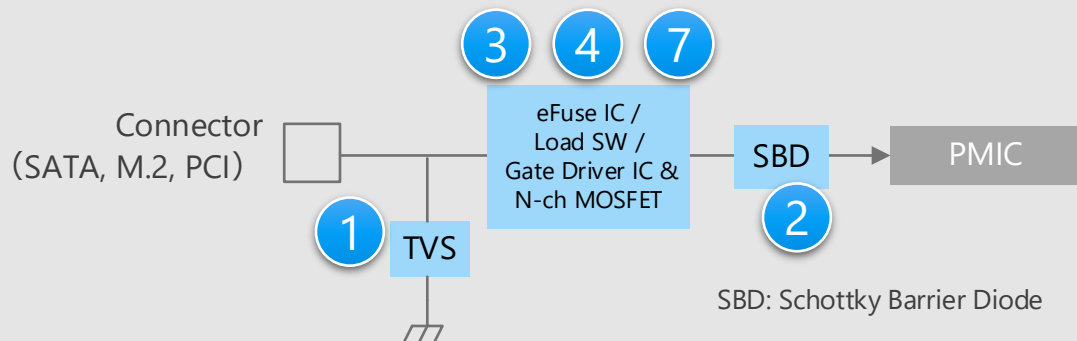 3
4
7
Connector
（SATA, M.2, PCI）
eFuse IC /
Load SW /
Gate Driver IC &
N-ch MOSFET
SBD
PMIC
1
TVS
2
SBD: Schottky Barrier Diode